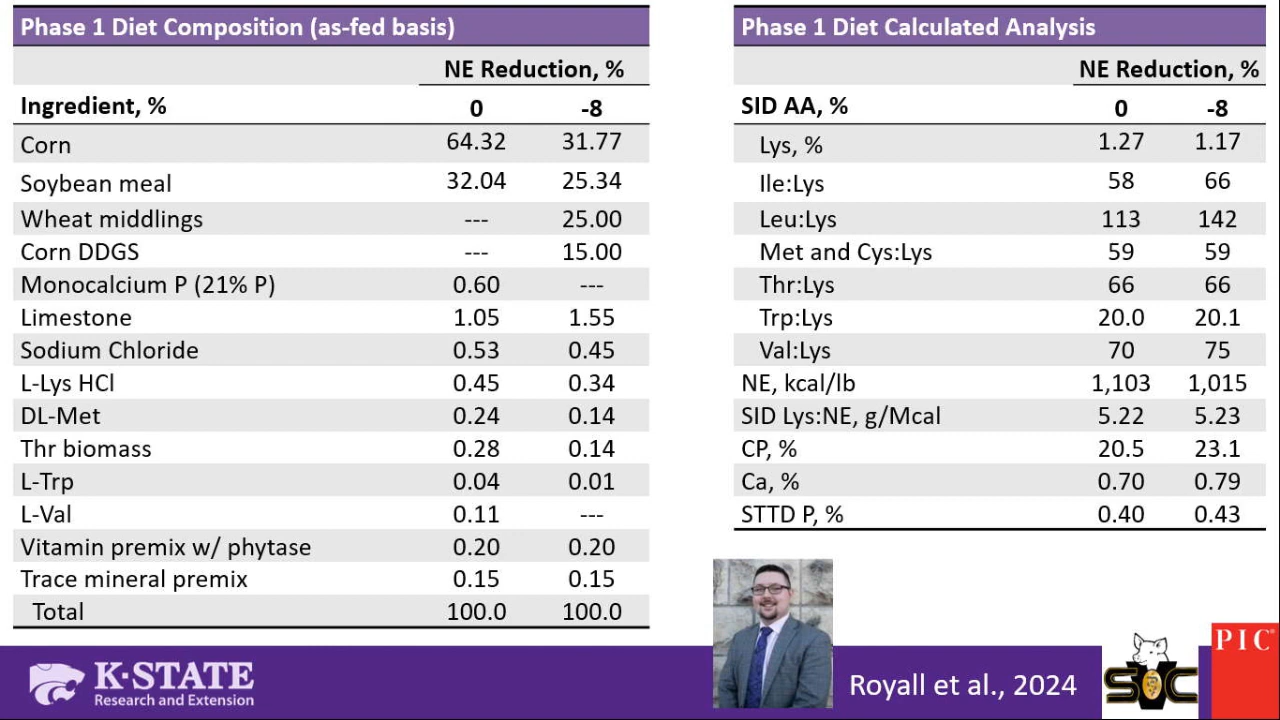 Phase 1 Diet Composition (as-fed basis)
NE Reduction, %
Ingredient, % 0 -8
Corn 64.32 31.77
Soybean meal 32.04 25.34
Wheat middlings --- 25.00
Corn DDGS --- 15.00
Monocalcium P (21% P) 0.60 ---
Limestone 1.05 1.55
Sodium Chloride 0.53 0.45
L-Lys HCl 0.45 0.34
DL-Met 0.24 0.14
Thr biomass 0.28 0.14
L-Trp 0.04 0.01
L-Val 0.11 ---
Vitamin premix w/ phytase 0.20 0.20
Trace mineral premix 0.15 0.15
Total 100.0 100.0
Phase 1 Diet Calculated Analysis
NE Reduction, %
SID AA, % 0 -8
Lys, % 1.27 1.17
Ile:Lys 58 66
Leu:Lys 113 142
Met and Cys:Lys 59 59
Thr:Lys 66 66
Trp:Lys 20.0 20.1
Val:Lys 70 75
NE, kcal/lb 1,103 1,015
SID Lys:NE, g/Mcal 5.22 5.23
CP, % 20.5 23.1
Ca, % 0.70 0.79
STTD P, % 0.40 0.43
K-STATE
Research and Extension
Royall et al., 2024
SVC
PIC